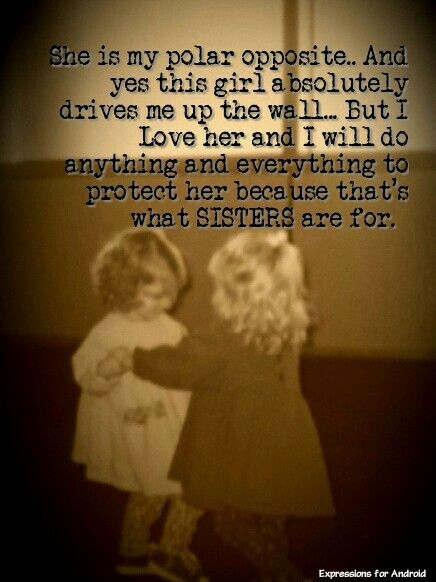 She is my polar opposite.. And
yes this girl absolutely
drives me up the wall... But I
Love her and I will do
anything and everything to
protect her because that's
what SISTERS are for.
Expressions for Android